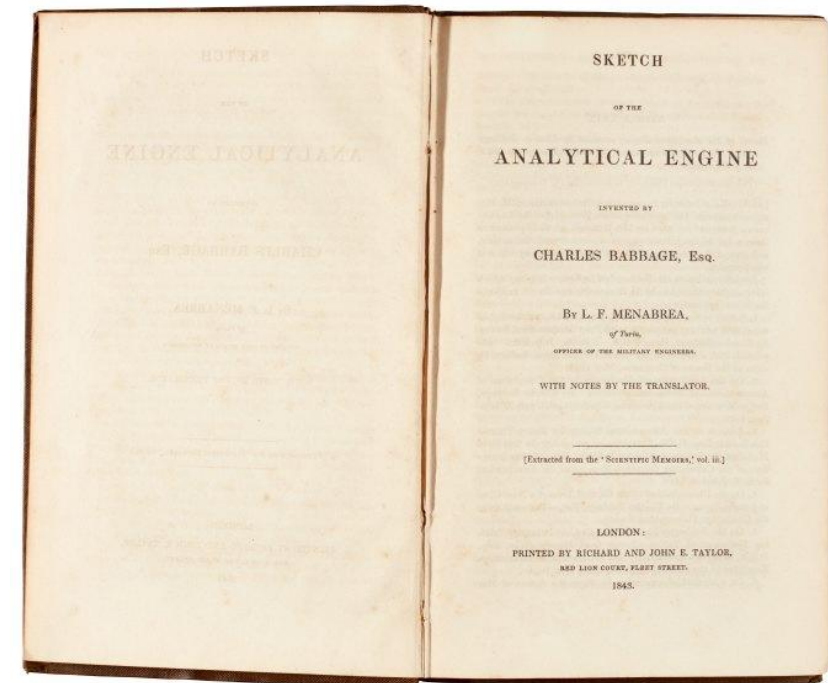 SKETCH
OF THE
ANALYTICAL ENGINE
INVENTED BY
CHARLES BABBAGE, Esq.
By L. F. MENABREA,
of Turin,
OFFICER OF THE MILITARY ENGINEERS.
WITH NOTES BY THE TRANSLATOR.
[Extracted from the 'Scientific Memoirs,' vol. iii.]
LONDON:
PRINTED BY RICHARD AND JOHN E. TAYLOR,
RED LION COURT, FLEET STREET.
1843.